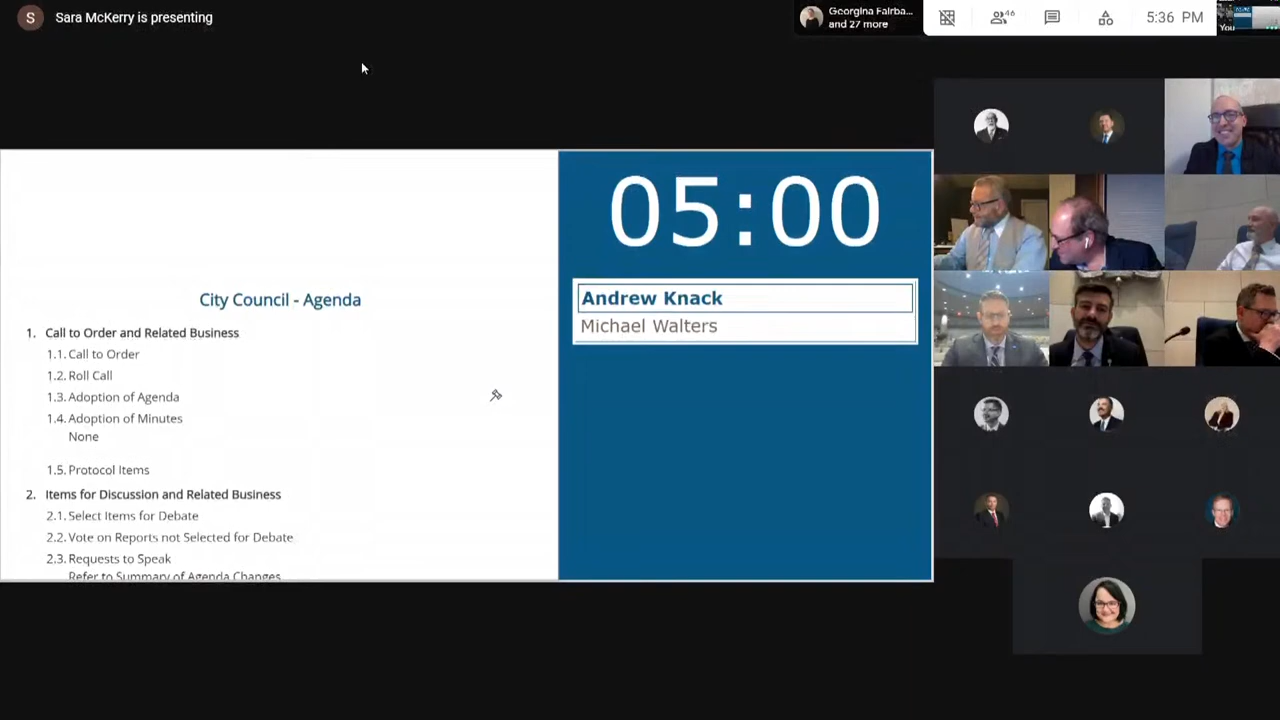 S
Sara McKerry is presenting
Georgina Fairba...
and 27 more
46
5:36 PM
You
City Council - Agenda
1. Call to Order and Related Business
1.1. Call to Order
1.2. Roll Call
1.3. Adoption of Agenda
1.4. Adoption of Minutes
None
1.5. Protocol Items
2. Items for Discussion and Related Business
2.1. Select Items for Debate
2.2. Vote on Reports not Selected for Debate
2.3. Requests to Speak
Refer to Summary of Agenda Changes
05:00
Andrew Knack
Michael Walters